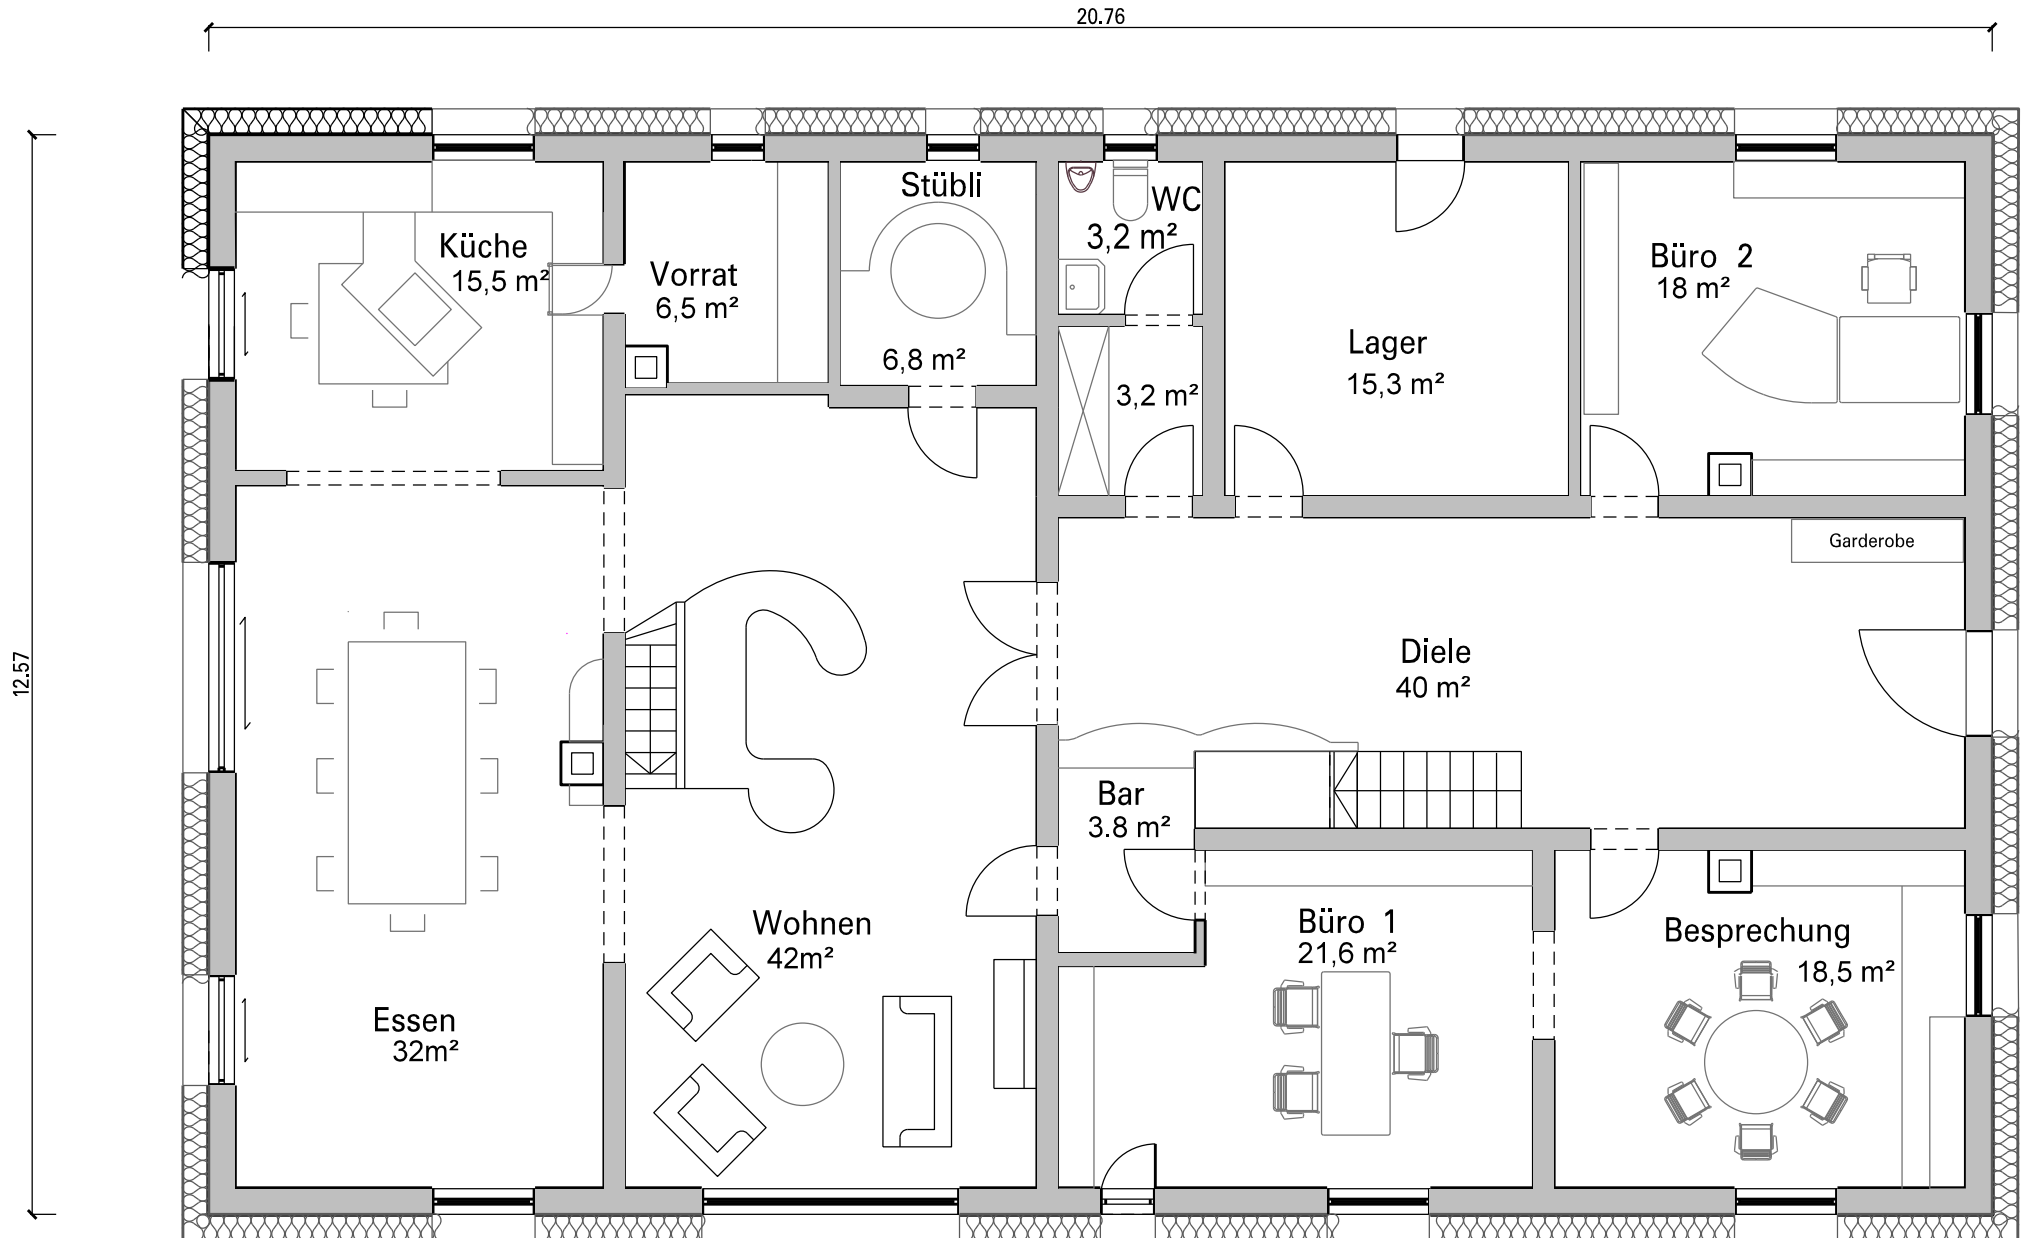 20.76
12.57
Stübli
6,8 m²
WC
3,2 m²
Küche
15,5 m²
Vorrat
6,5 m²
Büro 2
18 m²
Lager
15,3 m²
3,2 m²
Garderobe
Diele
40 m²
Bar
3.8 m²
Wohnen
42m²
Büro 1
21,6 m²
Besprechung
18,5 m²
Essen
32m²